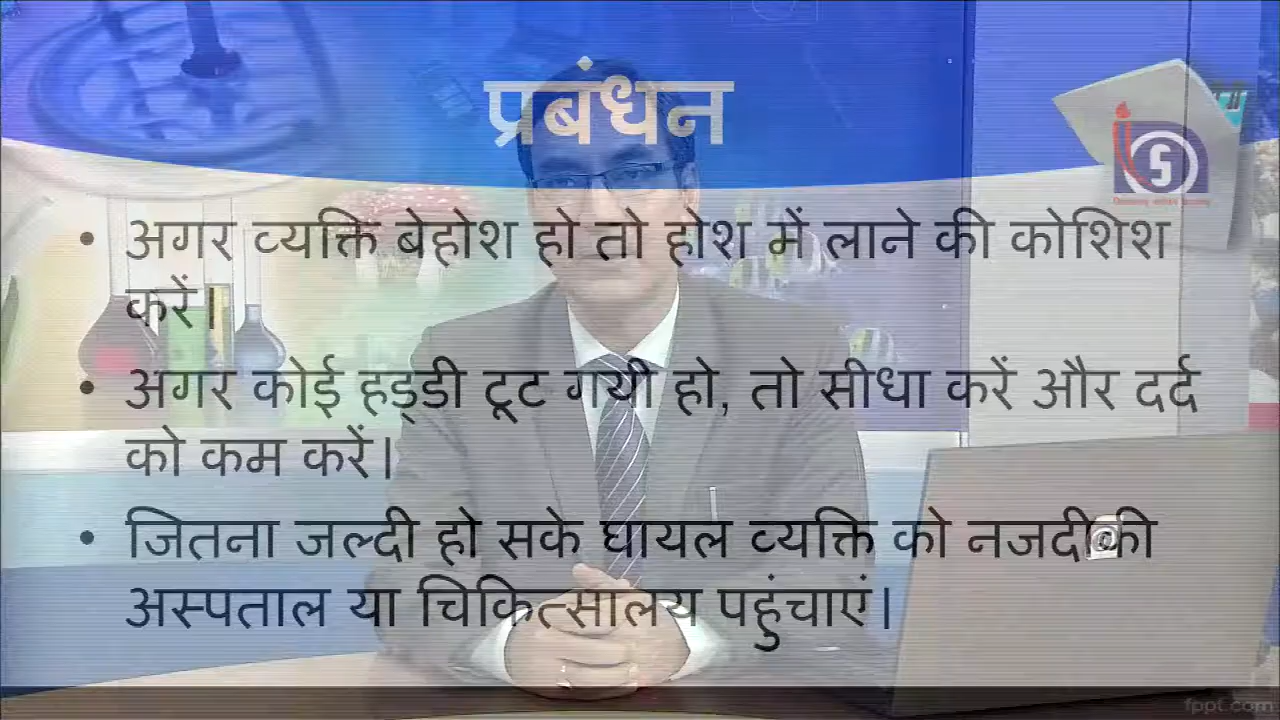 प्रबंधन
• अगर व्यक्ति बेहोश हो तो होश में लाने की कोशिश
करें।
• अगर कोई हड्डी टूट गयी हो, तो सीधा करें और दर्द
को कम करें।
• जितना जल्दी हो सके घायल व्यक्ति को नजदीकी
अस्पताल या चिकित्सालय पहुंचाएं।
fppt.com